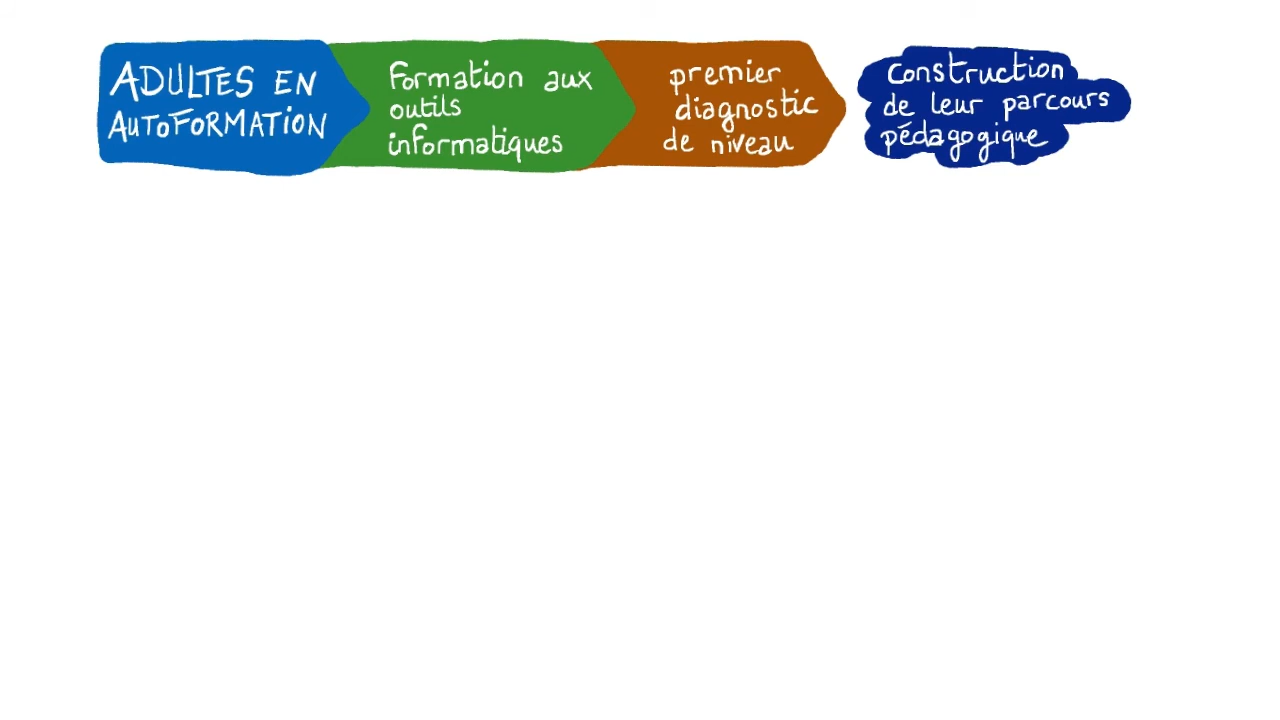 ADULTES EN
AUTOFORMATION
Formation aux
outils
informatiques
premier
diagnostic
de niveau
Construction
de leur parcours
pédagogique